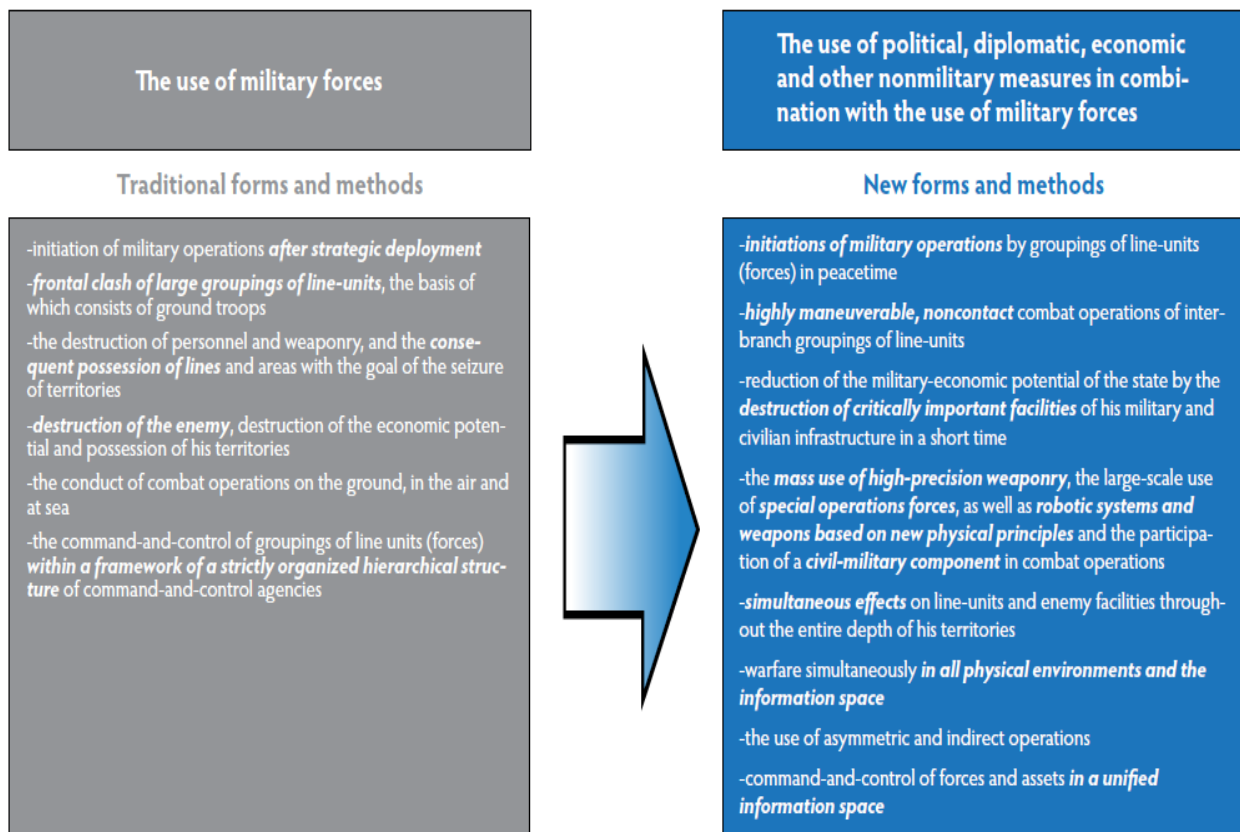 The use of military forces
Traditional forms and methods
-initiation of military operations after strategic deployment
-frontal clash of large groupings of line-units, the basis of
which consists of ground troops
-the destruction of personnel and weaponry, and the conse-
quent possession of lines and areas with the goal of the seizure
of territories
-destruction of the enemy, destruction of the economic poten-
tial and possession of his territories
-the conduct of combat operations on the ground, in the air and
at sea
-the command-and-control of groupings of line units (forces)
within a framework of a strictly organized hierarchical struc-
ture of command-and-control agencies
The use of political, diplomatic, economic
and other nonmilitary measures in combi-
nation with the use of military forces
New forms and methods
-initiations of military operations by groupings of line-units
(forces) in peacetime
-highly maneuverable, noncontact combat operations of inter-
branch groupings of line-units
-reduction of the military-economic potential of the state by the
destruction of critically important facilities of his military and
civilian infrastructure in a short time
-the mass use of high-precision weaponry, the large-scale use
of special operations forces, as well as robotic systems and
weapons based on new physical principles and the participa-
tion of a civil-military component in combat operations
-simultaneous effects on line-units and enemy facilities through-
out the entire depth of his territories
-warfare simultaneously in all physical environments and the
information space
-the use of asymmetric and indirect operations
-command-and-control of forces and assets in a unified
information space